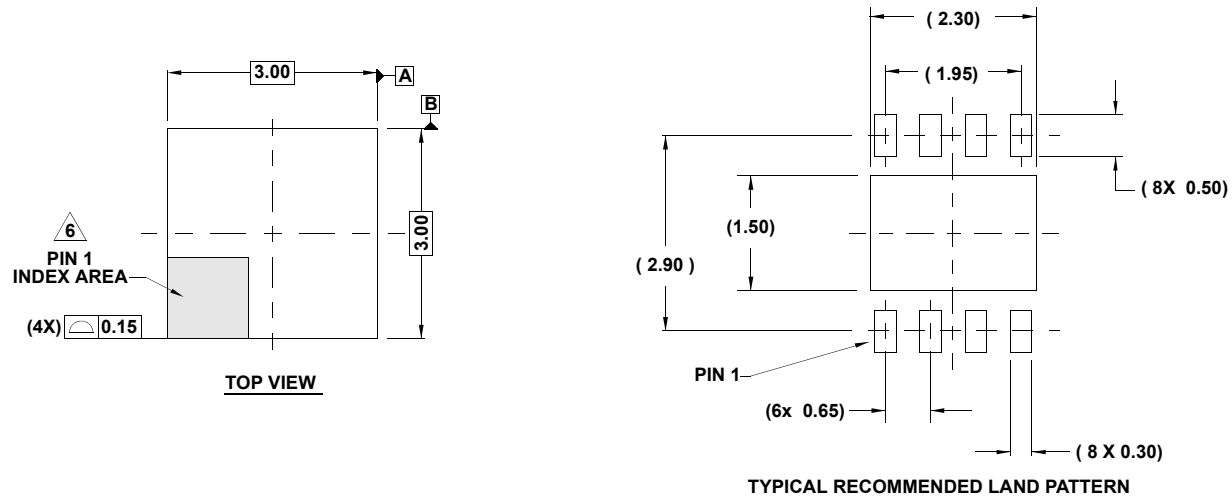 3.00
A
B
3.00
6
PIN 1
INDEX AREA
(4X) 0.15
TOP VIEW
( 2.30)
( 1.95)
( 8X 0.50)
(1.50)
( 2.90 )
PIN 1
(6x 0.65)
( 8 X 0.30)
TYPICAL RECOMMENDED LAND PATTERN